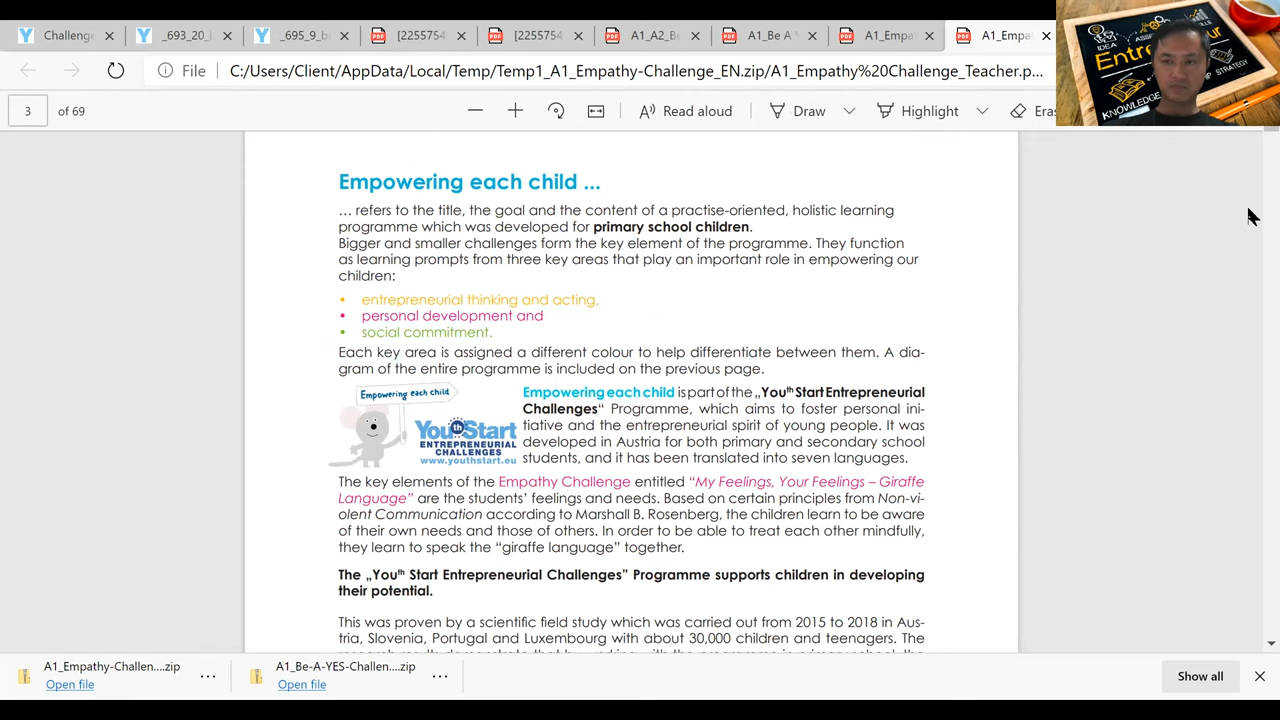 Challenge
_693_20_i
_695_9_b
[2255754
[2255754
A1_A2_Be
A1_Be A Y
A1_Empa
A1_Empa
File
C:/Users/Client/AppData/Local/Temp/Temp1_A1_Empathy-Challenge_EN.zip/A1_Empathy%20Challenge_Teacher.p...
3 of 69
Read aloud
Draw
Highlight
Eras
IDEA
Entre
ur
KNOWLEDGE
STRATEGY
Empowering each child ...
... refers to the title, the goal and the content of a practise-oriented, holistic learning
programme which was developed for primary school children.
Bigger and smaller challenges form the key element of the programme. They function
as learning prompts from three key areas that play an important role in empowering our
children:
• entrepreneurial thinking and acting,
• personal development and
• social commitment.
Each key area is assigned a different colour to help differentiate between them. A dia-
gram of the entire programme is included on the previous page.
Empowering each child
YouthStart
ENTREPRENEURIAL
CHALLENGES
www.youthstart.eu
Empowering each child is part of the „Youth Start Entrepreneurial
Challenges“ Programme, which aims to foster personal ini-
tiative and the entrepreneurial spirit of young people. It was
developed in Austria for both primary and secondary school
students, and it has been translated into seven languages.
The key elements of the Empathy Challenge entitled “My Feelings, Your Feelings – Giraffe
Language” are the students’ feelings and needs. Based on certain principles from Non-vi-
olent Communication according to Marshall B. Rosenberg, the children learn to be aware
of their own needs and those of others. In order to be able to treat each other mindfully,
they learn to speak the “giraffe language” together.
The „Youth Start Entrepreneurial Challenges” Programme supports children in developing
their potential.
This was proven by a scientific field study which was carried out from 2015 to 2018 in Aus-
tria, Slovenia, Portugal and Luxembourg with about 30,000 children and teenagers. The
A1_Empathy-Challen....zip
Open file
A1_Be-A-YES-Challen....zip
Open file
Show all